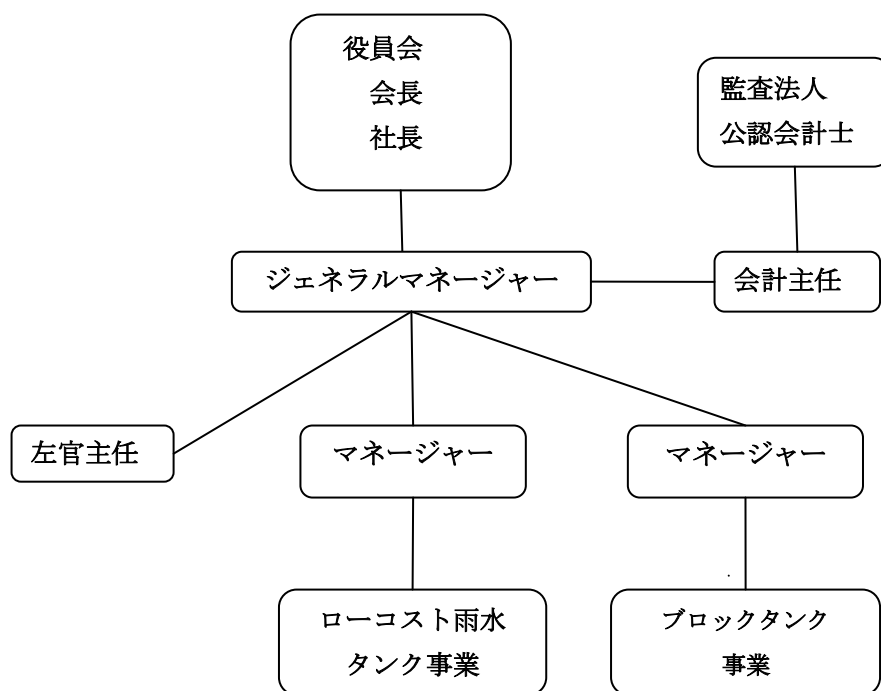 役員会
会長
社長
監査法人
公認会計士
ジェネラルマネージャー
会計主任
左官主任
マネージャー
マネージャー
ローコスト雨水
タンク事業
ブロックタンク
事業